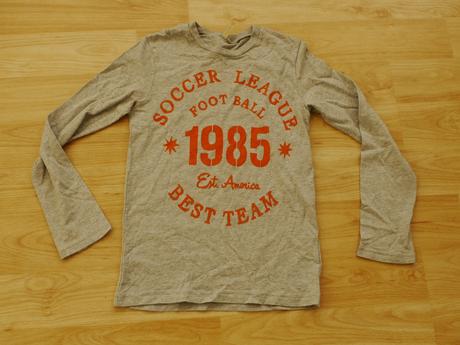 SOCCER LEAGUE
FOOT BALL
1985
Est. America
BEST TEAM